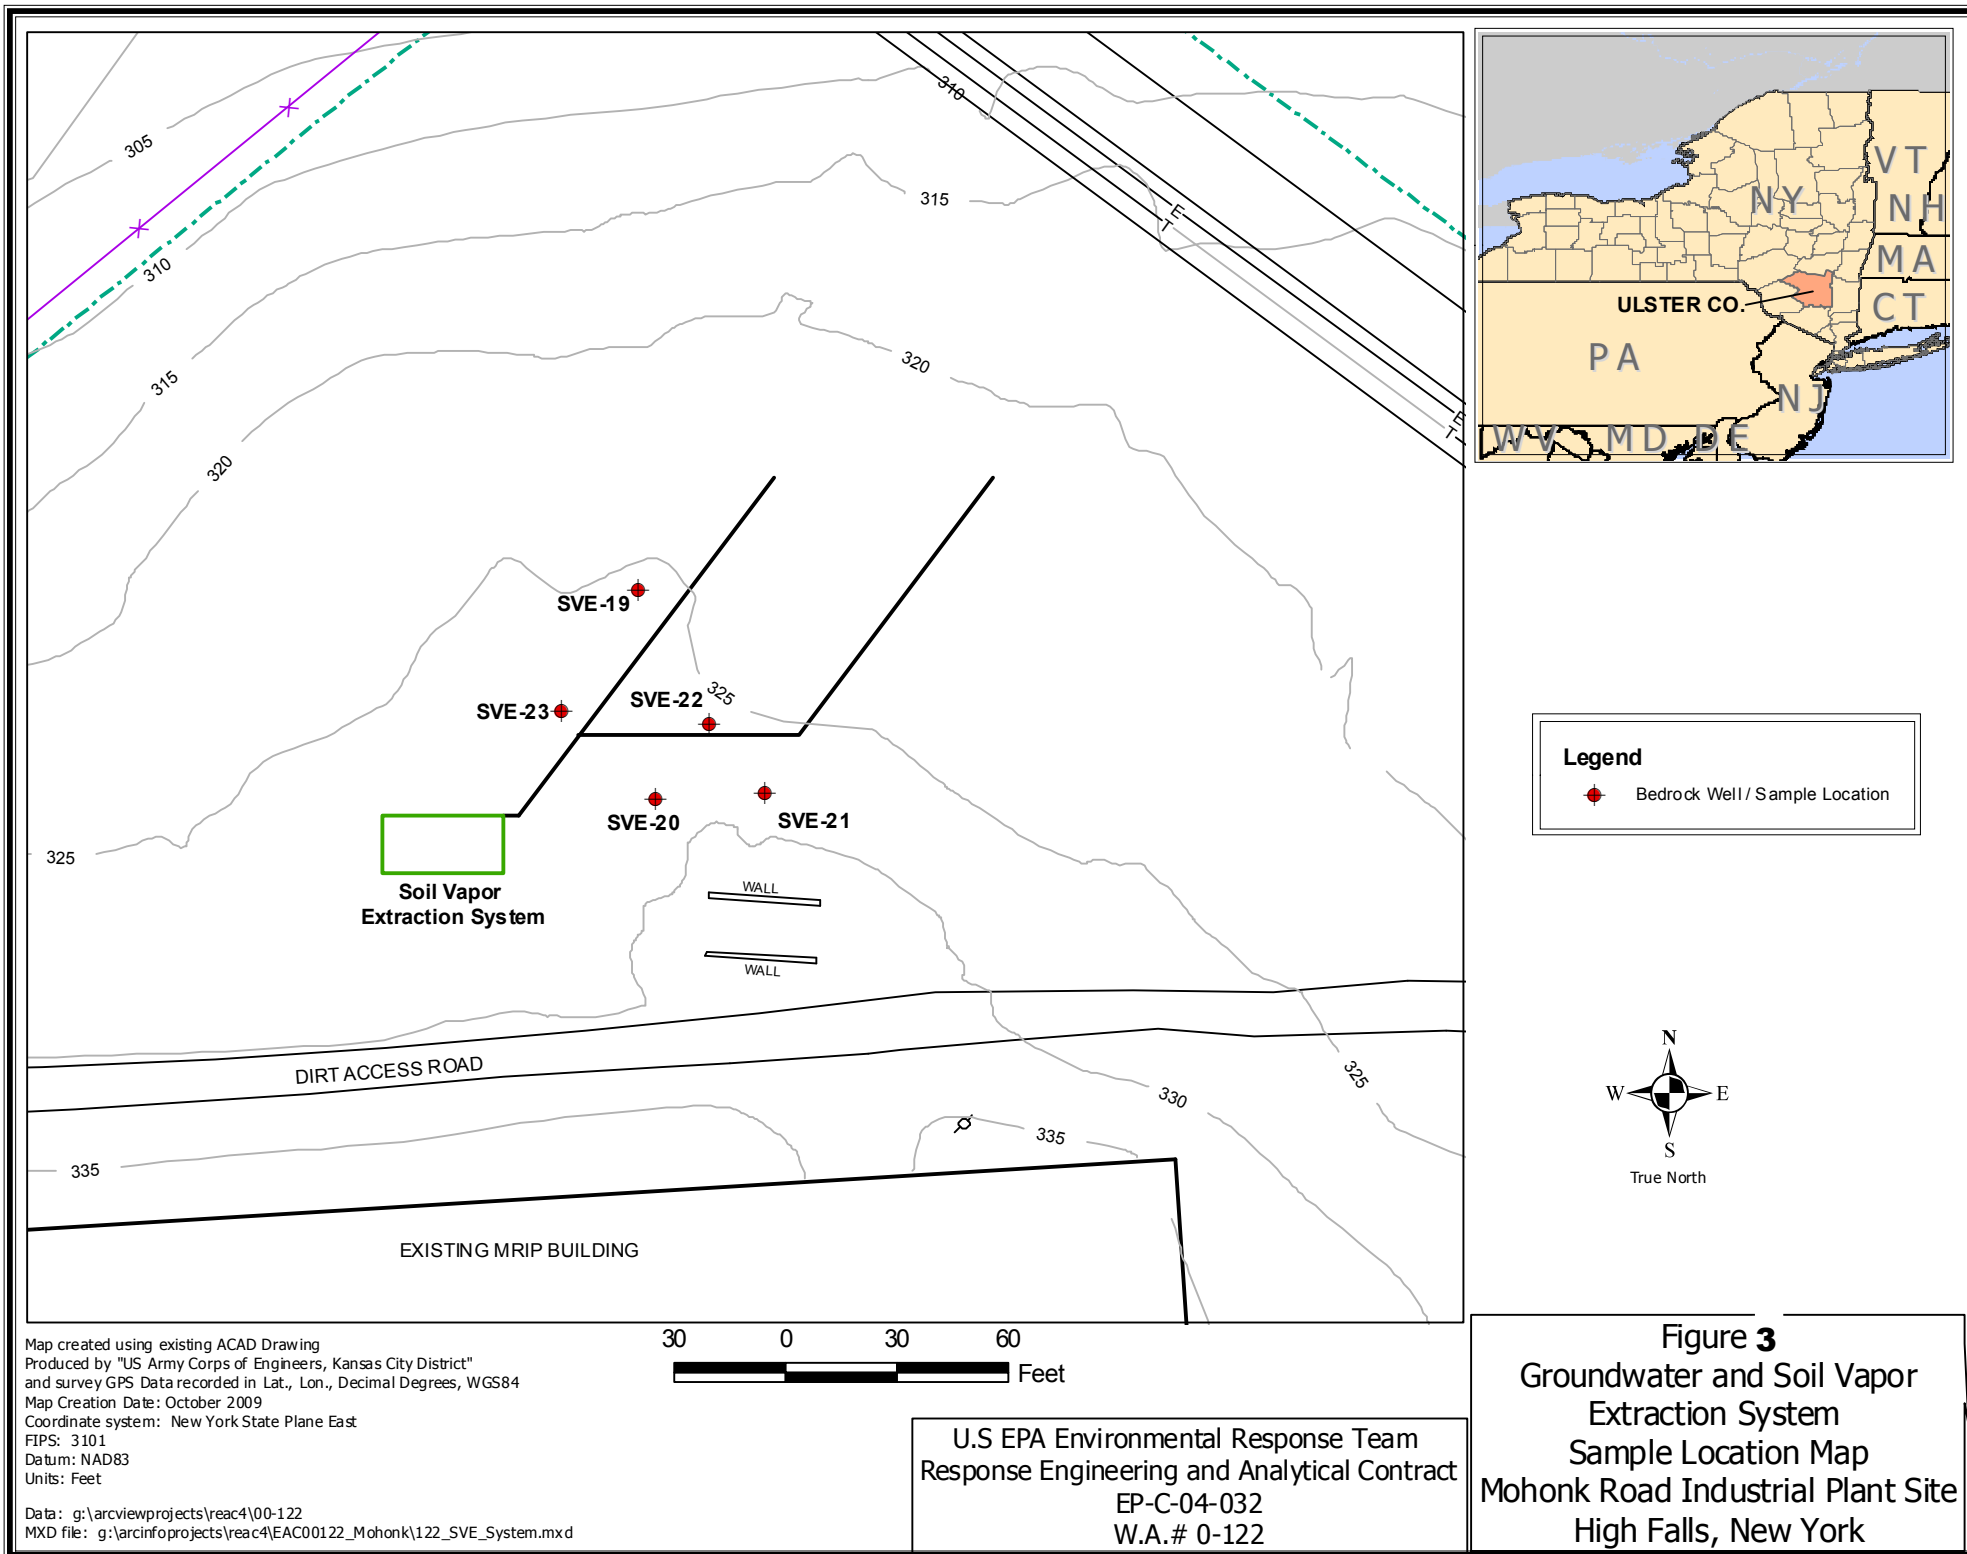 305
310
315
320
310
315
320
E
T
E
T
SVE-19
SVE-23
SVE-22
325
SVE-20
SVE-21
325
Soil Vapor
Extraction System
WALL
WALL
DIRT ACCESS ROAD
325
330
335
335
EXISTING MRIP BUILDING
VT
NY
NH
MA
ULSTER CO.
CT
PA
NJ
WV MD DE
Legend
Bedrock Well / Sample Location
N
W E
S
True North
Map created using existing ACAD Drawing
Produced by "US Army Corps of Engineers, Kansas City District"
and survey GPS Data recorded in Lat., Lon., Decimal Degrees, WGS84
Map Creation Date: October 2009
Coordinate system: New York State Plane East
FIPS: 3101
Datum: NAD83
Units: Feet
Data: g:\arcviewprojects\reac4\00-122
MXD file: g:\arcinfoprojects\reac4\EAC00122_Mohonk\122_SVE_System.mxd
30 0 30 60
Feet
U.S EPA Environmental Response Team
Response Engineering and Analytical Contract
EP-C-04-032
W.A.# 0-122
Figure 3
Groundwater and Soil Vapor
Extraction System
Sample Location Map
Mohonk Road Industrial Plant Site
High Falls, New York